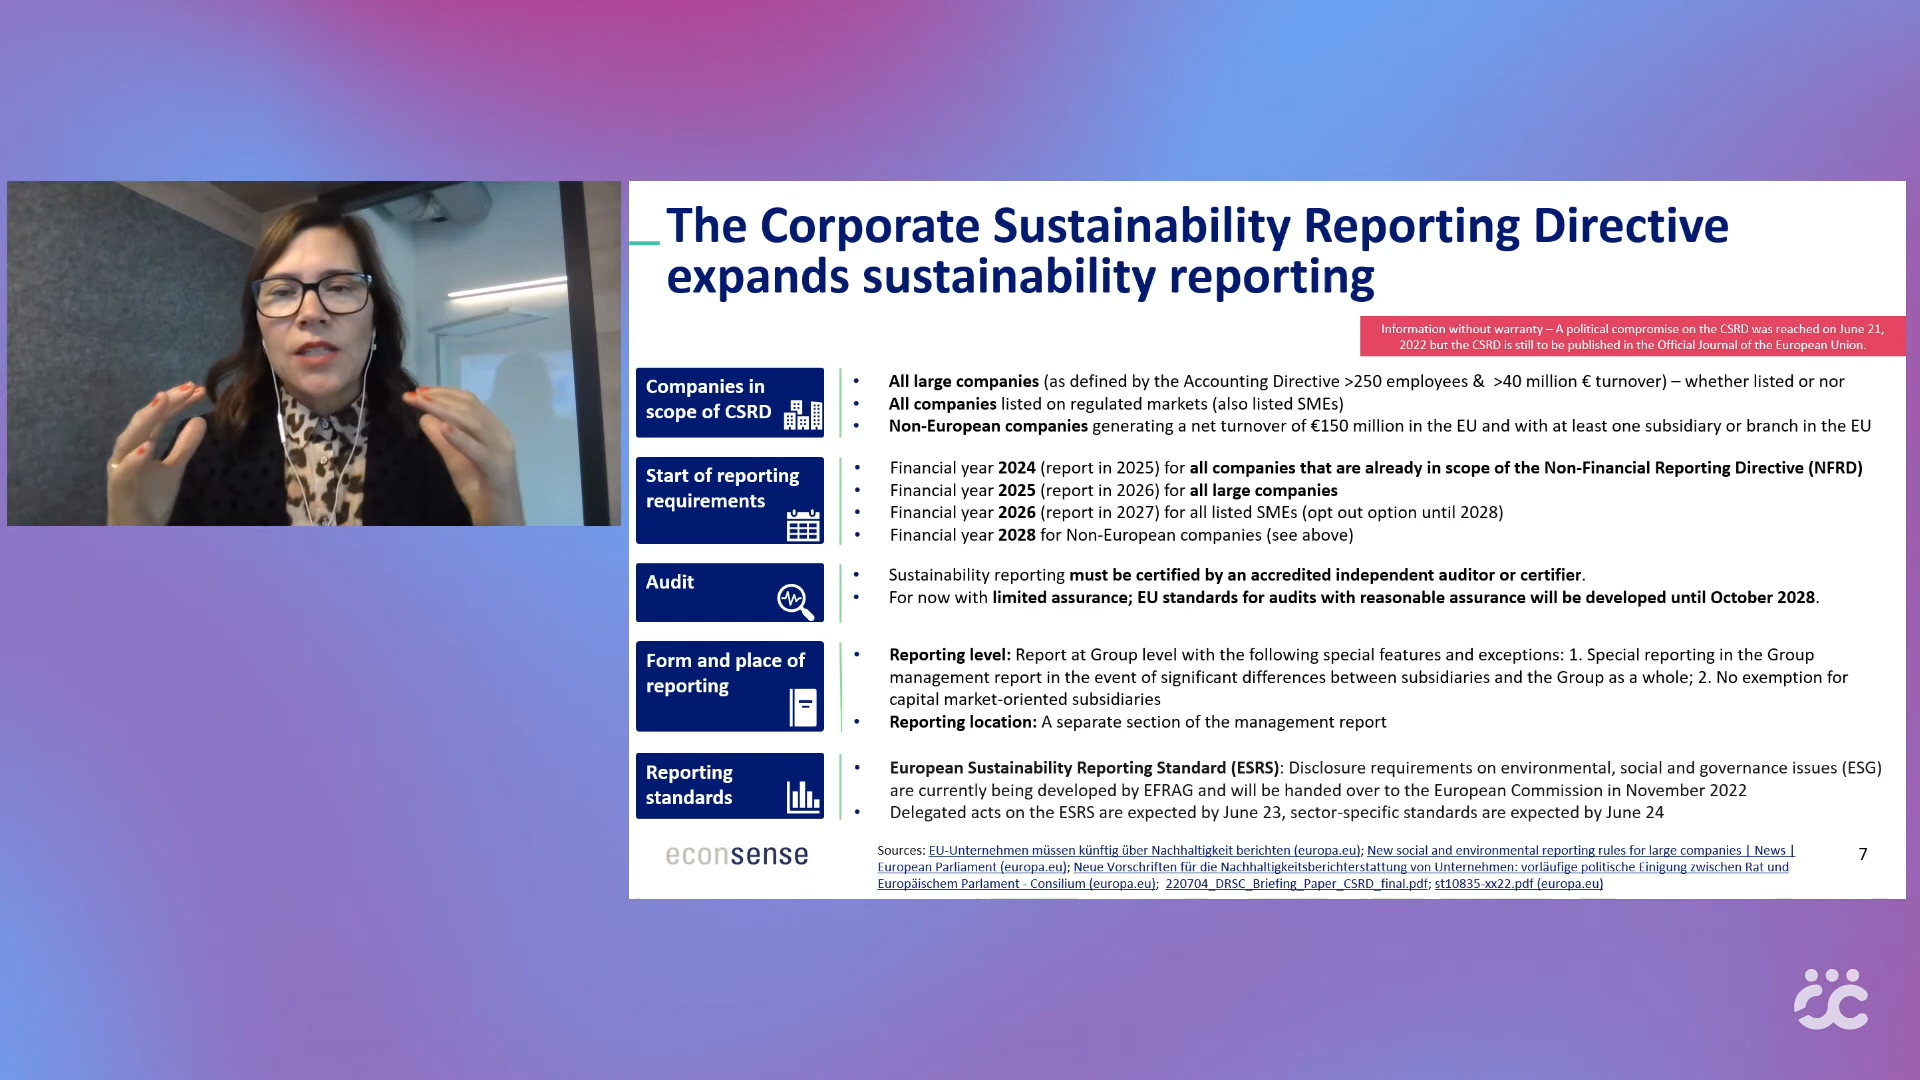 The Corporate Sustainability Reporting Directive
expands sustainability reporting
Information without warranty – A political compromise on the CSRD was reached on June 21,
2022 but the CSRD is still to be published in the Official Journal of the European Union.
Companies in
scope of CSRD
• All large companies (as defined by the Accounting Directive >250 employees &  >40 million € turnover) – whether listed or nor
• All companies listed on regulated markets (also listed SMEs)
• Non-European companies generating a net turnover of €150 million in the EU and with at least one subsidiary or branch in the EU
Start of reporting
requirements
• Financial year 2024 (report in 2025) for all companies that are already in scope of the Non-Financial Reporting Directive (NFRD)
• Financial year 2025 (report in 2026) for all large companies
• Financial year 2026 (report in 2027) for all listed SMEs (opt out option until 2028)
• Financial year 2028 for Non-European companies (see above)
Audit
• Sustainability reporting must be certified by an accredited independent auditor or certifier.
• For now with limited assurance; EU standards for audits with reasonable assurance will be developed until October 2028.
Form and place of
reporting
• Reporting level: Report at Group level with the following special features and exceptions: 1. Special reporting in the Group
management report in the event of significant differences between subsidiaries and the Group as a whole; 2. No exemption for
capital market-oriented subsidiaries
• Reporting location: A separate section of the management report
Reporting
standards
• European Sustainability Reporting Standard (ESRS): Disclosure requirements on environmental, social and governance issues (ESG)
are currently being developed by EFRAG and will be handed over to the European Commission in November 2022
• Delegated acts on the ESRS are expected by June 23, sector-specific standards are expected by June 24
econsense
Sources: EU-Unternehmen müssen künftig über Nachhaltigkeit berichten (europa.eu); New social and environmental reporting rules for large companies | News |
European Parliament (europa.eu); Neue Vorschriften für die Nachhaltigkeitsberichterstattung von Unternehmen: vorläufige politische Einigung zwischen Rat und
Europäischem Parlament - Consilium (europa.eu);  220704_DRSC_Briefing_Paper_CSRD_final.pdf; st10835-xx22.pdf (europa.eu)
7